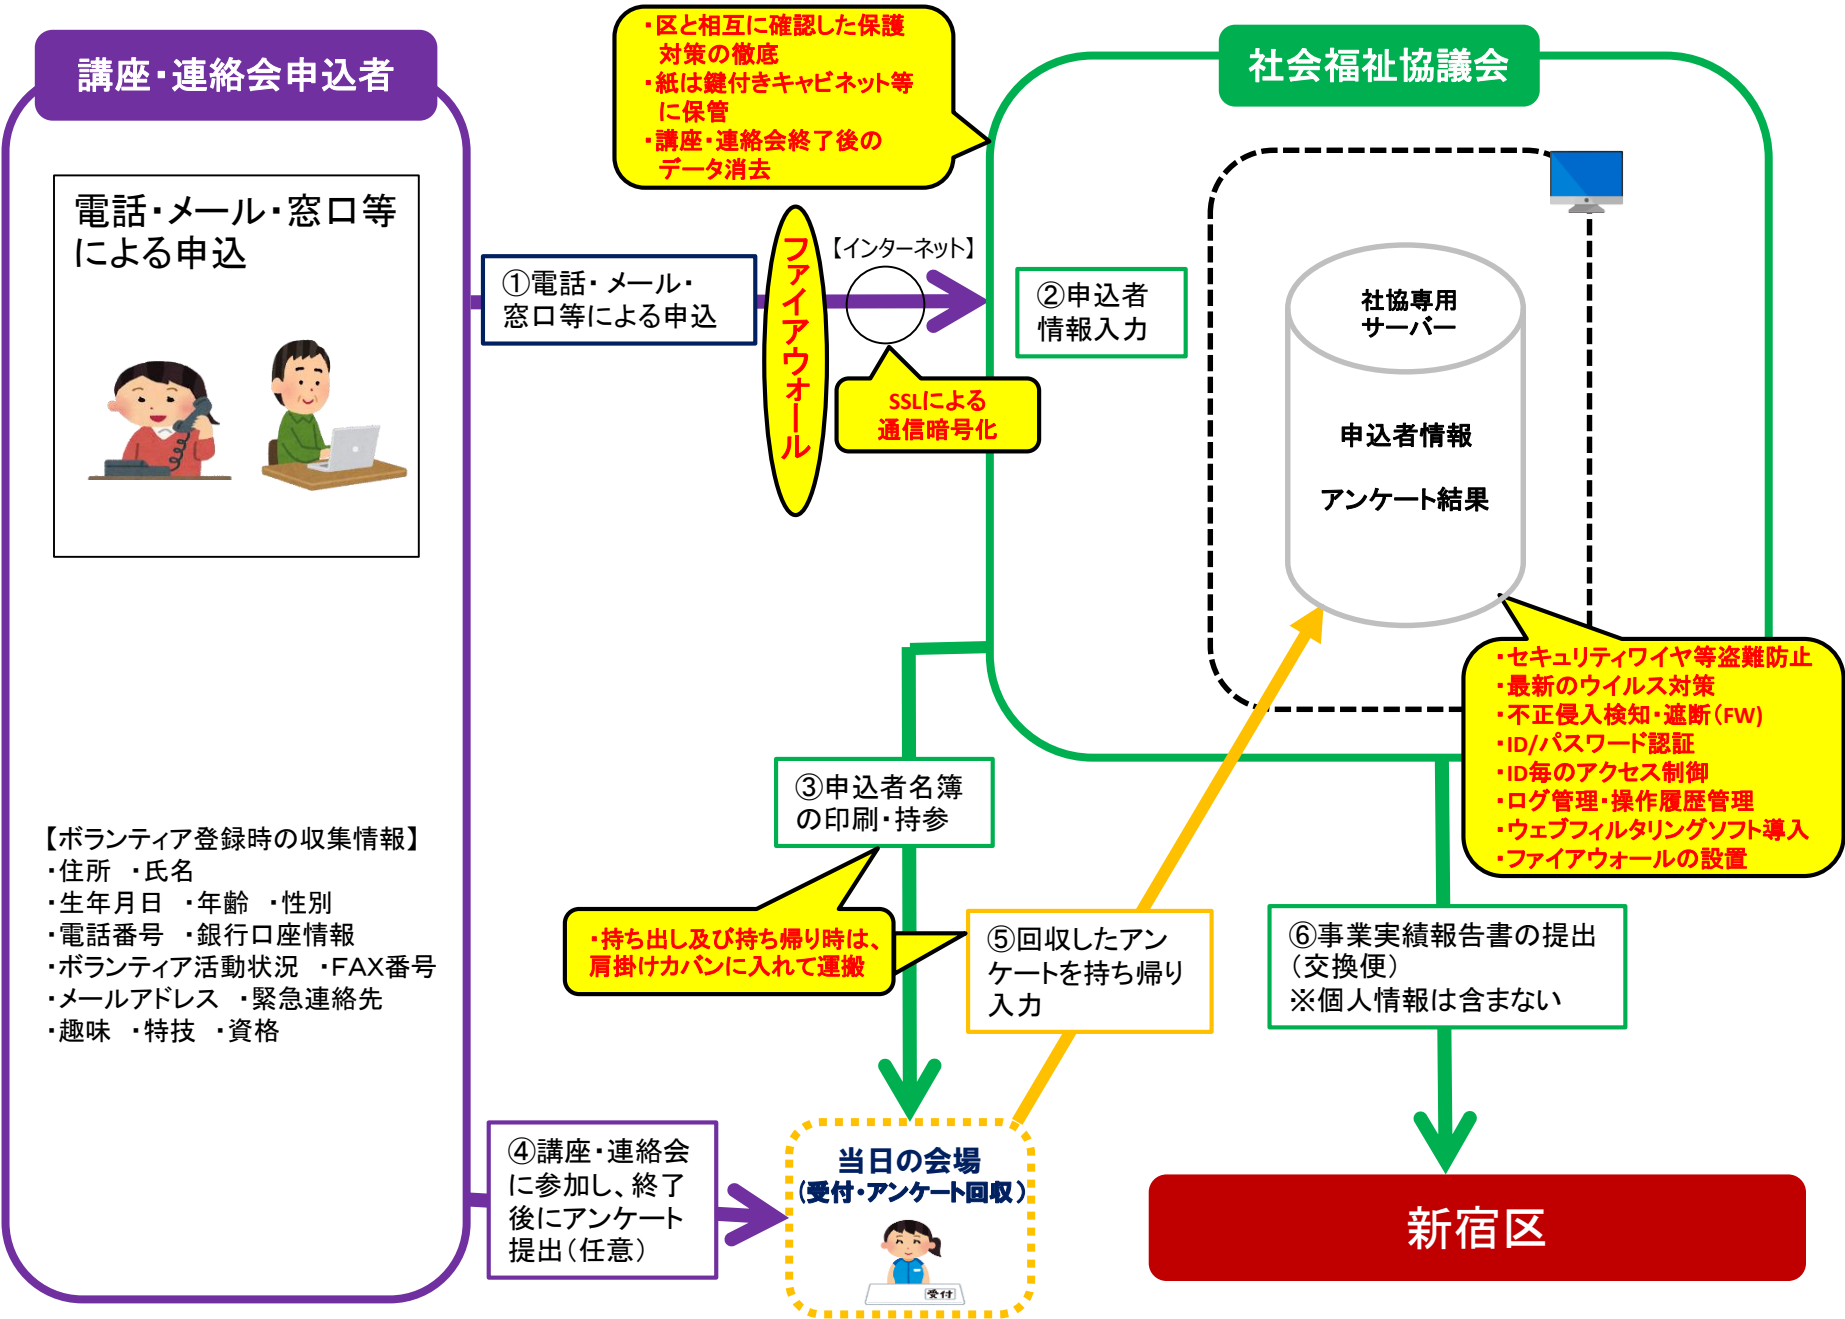 講座・連絡会申込者
電話・メール・窓口等
による申込
【ボランティア登録時の収集情報】
・住所　・氏名
・生年月日　・年齢　・性別
・電話番号　・銀行口座情報
・ボランティア活動状況　・FAX番号
・メールアドレス　・緊急連絡先
・趣味　・特技　・資格
①電話・メール・
窓口等による申込
ファイアウォール
【インターネット】
SSLによる
通信暗号化
・区と相互に確認した保護
対策の徹底
・紙は鍵付きキャビネット等
に保管
・講座・連絡会終了後の
データ消去
社会福祉協議会
②申込者
情報入力
社協専用
サーバー
申込者情報
アンケート結果
・セキュリティワイヤ等盗難防止
・最新のウイルス対策
・不正侵入検知・遮断（FW)
・ID/パスワード認証
・ID毎のアクセス制御
・ログ管理・操作履歴管理
・ウェブフィルタリングソフト導入
・ファイアウォールの設置
③申込者名簿
の印刷・持参
・持ち出し及び持ち帰り時は、
肩掛けカバンに入れて運搬
④講座・連絡会
に参加し、終了
後にアンケート
提出（任意）
当日の会場
（受付・アンケート回収）
受付
⑤回収したアン
ケートを持ち帰り
入力
⑥事業実績報告書の提出
（交換便）
※個人情報は含まない
新宿区